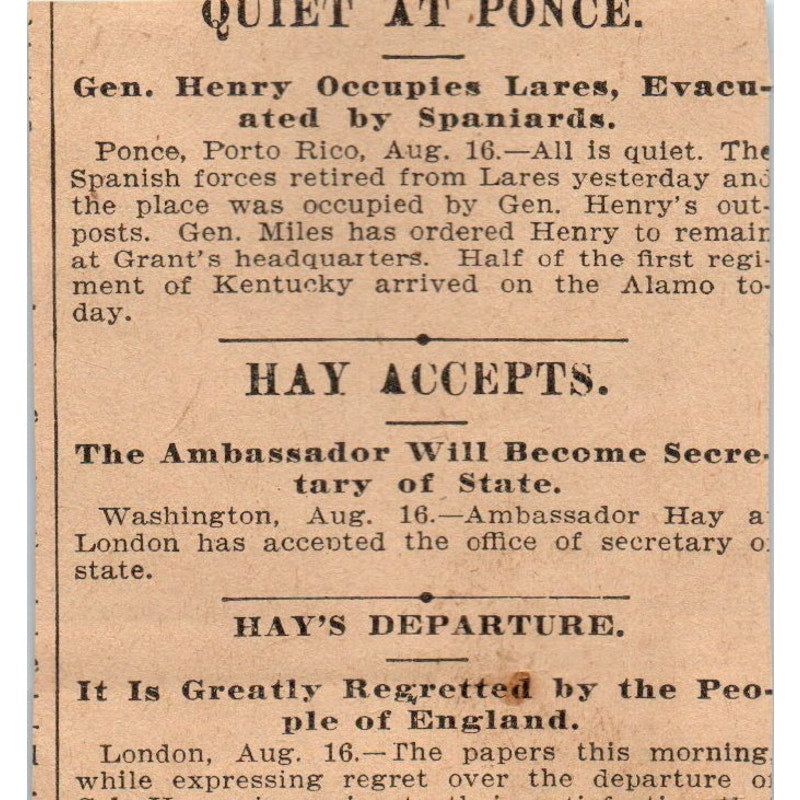 QUIET AT PONCE.
Gen. Henry Occupies Lares, Evacu-
ated by Spaniards.
Ponce, Porto Rico, Aug. 16.—All is quiet. The
Spanish forces retired from Lares yesterday and
the place was occupied by Gen. Henry's out-
posts. Gen. Miles has ordered Henry to remain
at Grant's headquarters. Half of the first regi-
ment of Kentucky arrived on the Alamo to-
day.
HAY ACCEPTS.
The Ambassador Will Become Secre-
tary of State.
Washington, Aug. 16.—Ambassador Hay a
London has accepted the office of secretary o
state.
HAY'S DEPARTURE.
It Is Greatly Regretted by the Peo-
ple of England.
London, Aug. 16.—The papers this morning,
while expressing regret over the departure of